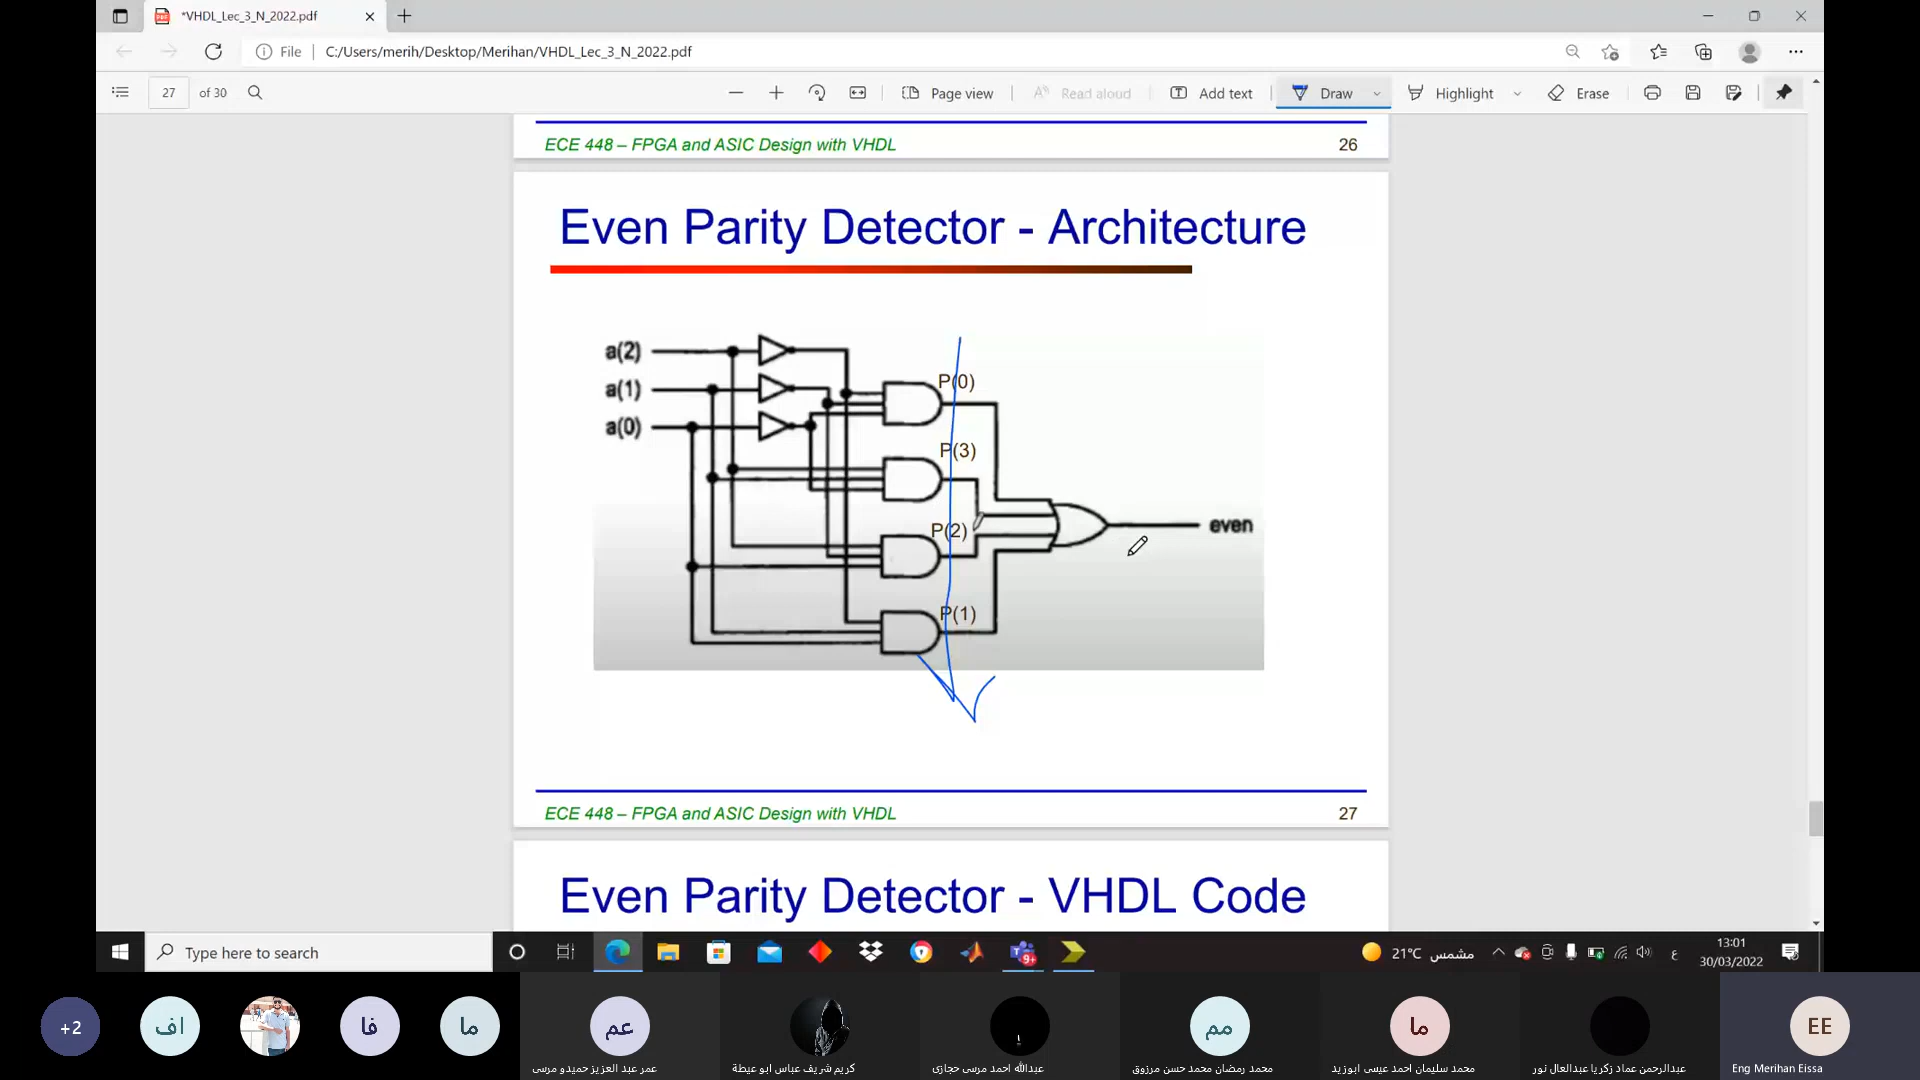 *VHDL_Lec_3_N_2022.pdf
File C:/Users/merih/Desktop/Merihan/VHDL_Lec_3_N_2022.pdf
27 of 30 Page view Read aloud Add text Draw Highlight Erase
ECE 448 – FPGA and ASIC Design with VHDL 26
Even Parity Detector - Architecture
a(2)
a(1)
a(0)
P(0)
P(3)
P(2)
P(1)
even
ECE 448 – FPGA and ASIC Design with VHDL 27
Even Parity Detector - VHDL Code
Type here to search
9+
21°C مشمس
ع
13:01
30/03/2022
+2
اف
فا
ما
عم
مم
ما
EE
عمر عبد العزيز حميدو مرسى
كريم شريف عباس ابو عيطة
عبدالله احمد مرسى حجازى
محمد رمضان محمد حسن مرزوق
محمد سليمان احمد عيسى ابوزيد
عبدالرحمن عماد زكريا عبدالعال نور
Eng Merihan Eissa